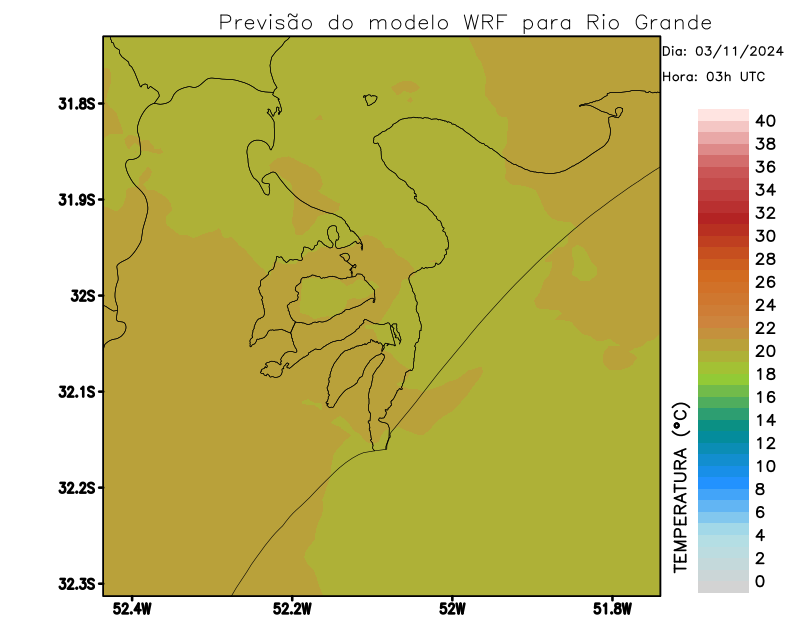 Previsão do modelo WRF para Rio Grande
Dia: 03/11/2024
Hora: 03h UTC
31.8S
31.9S
32S
32.1S
32.2S
32.3S
52.4W
52.2W
52W
51.8W
TEMPERATURA (°C)
40
38
36
34
32
30
28
26
24
22
20
18
16
14
12
10
8
6
4
2
0